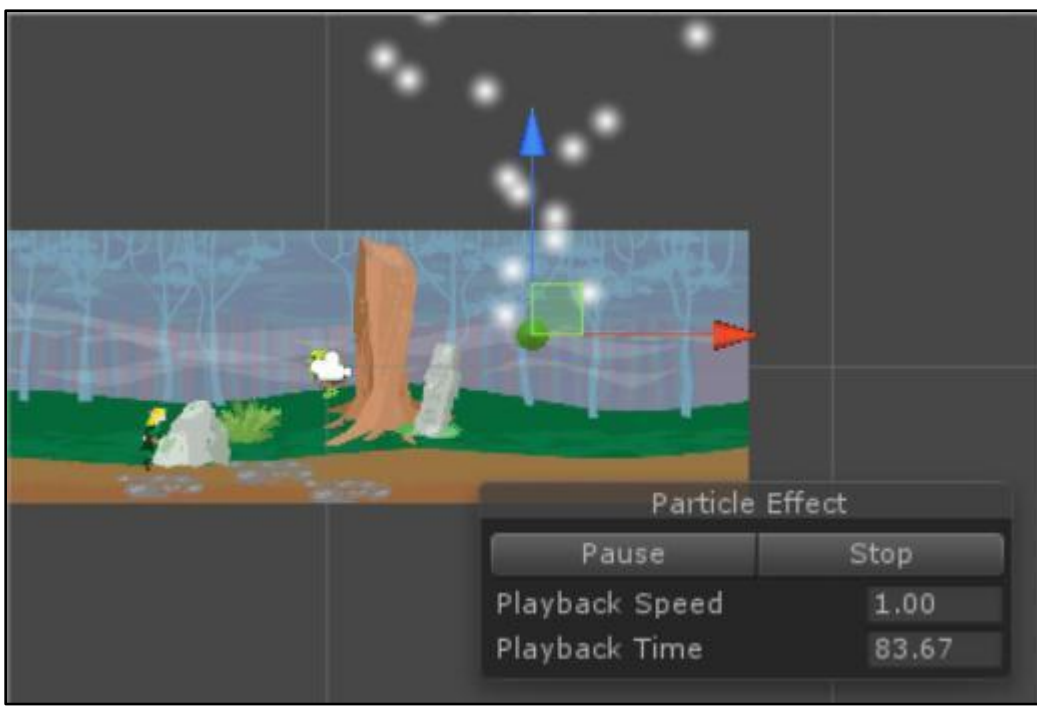 Particle Effect
Pause Stop
Playback Speed 1.00
Playback Time 83.67